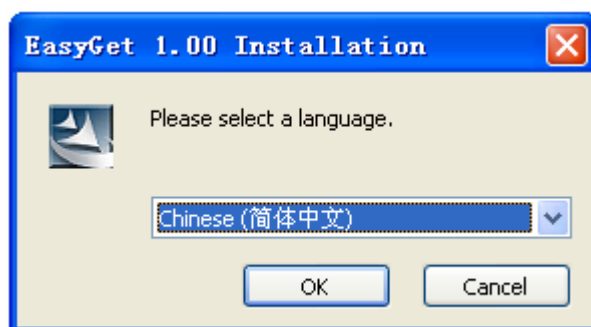 EasyGet 1.00 Installation
Please select a language.
Chinese (简体中文)
OK
Cancel